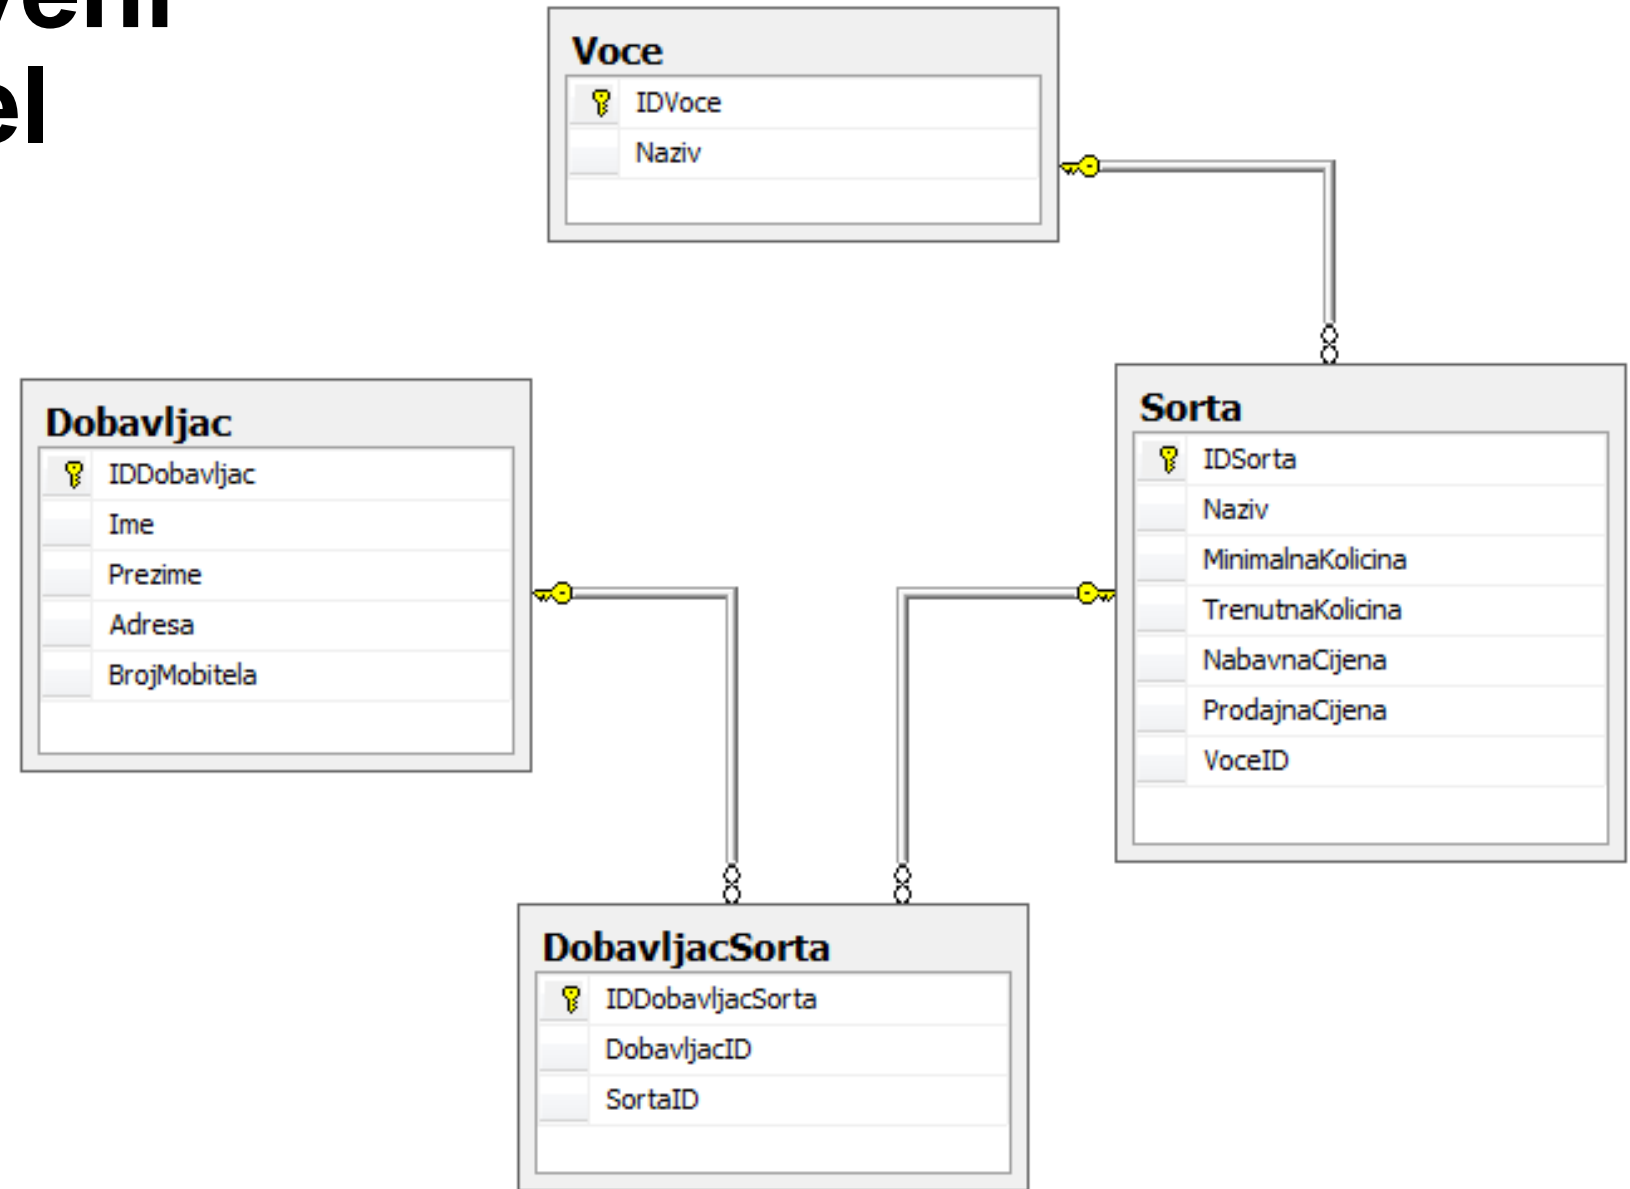 el
Voce
IDVoce
Naziv
Dobavljac
IDDobavljac
Ime
Prezime
Adresa
BrojMobitela
Sorta
IDSorta
Naziv
MinimalnaKolicina
TrenutnaKolicina
NabavnaCijena
ProdajnaCijena
VoceID
DobavljacSorta
IDDobavljacSorta
DobavljacID
SortaID